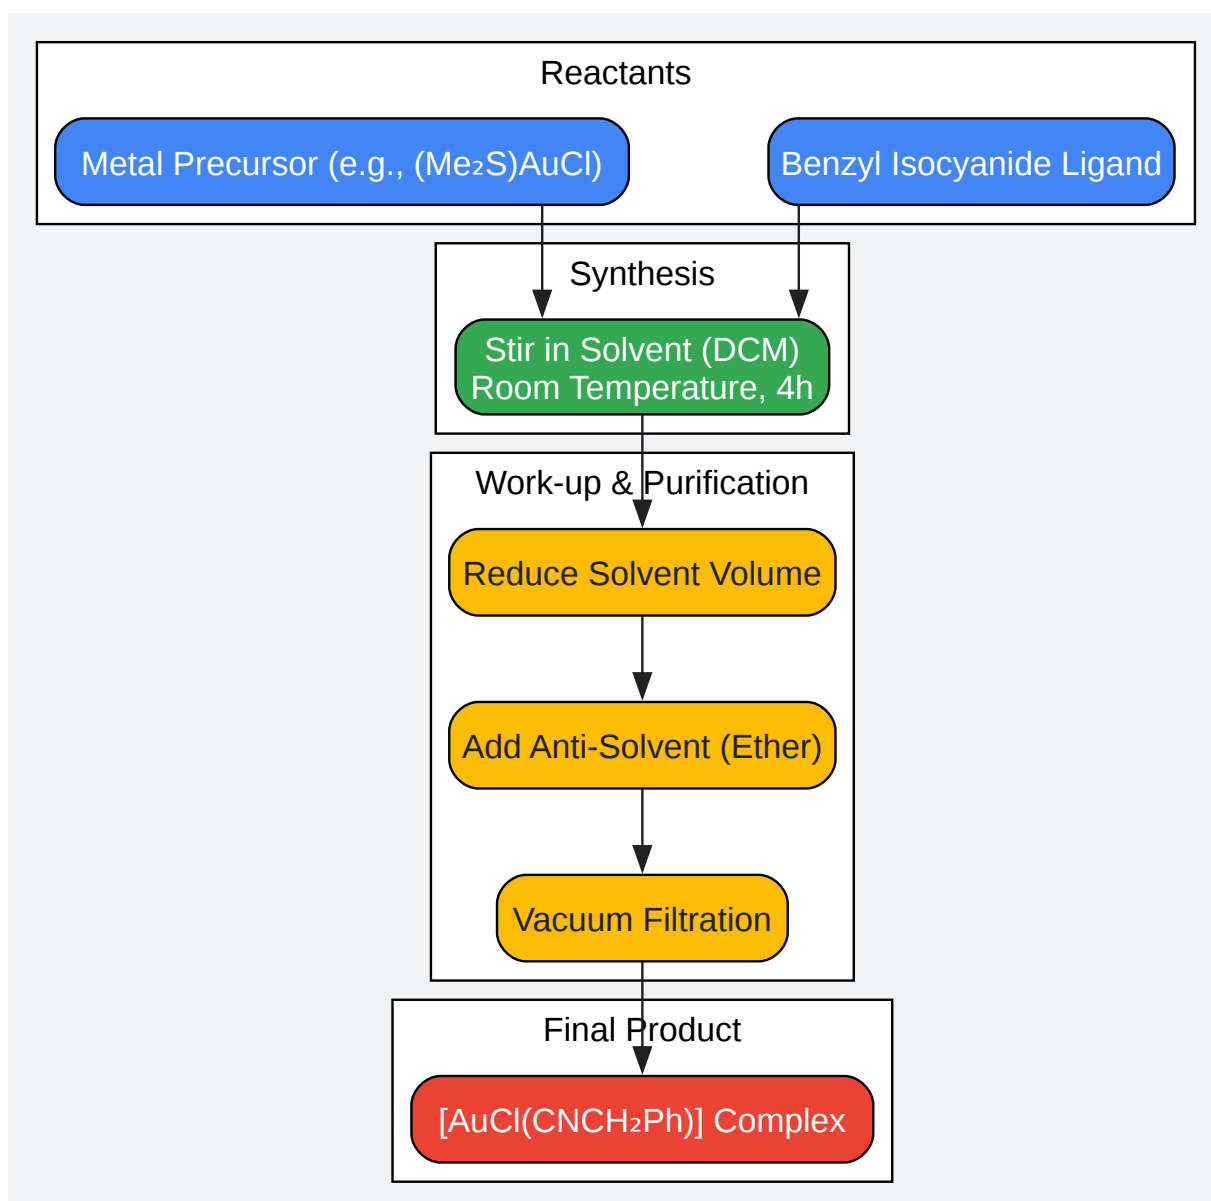 Reactants
Metal Precursor (e.g., (Me₂S)AuCl)
Benzyl Isocyanide Ligand
Synthesis
Stir in Solvent (DCM)
Room Temperature, 4h
Work-up & Purification
Reduce Solvent Volume
Add Anti-Solvent (Ether)
Vacuum Filtration
Final Product
[AuCl(CNCH₂Ph)] Complex